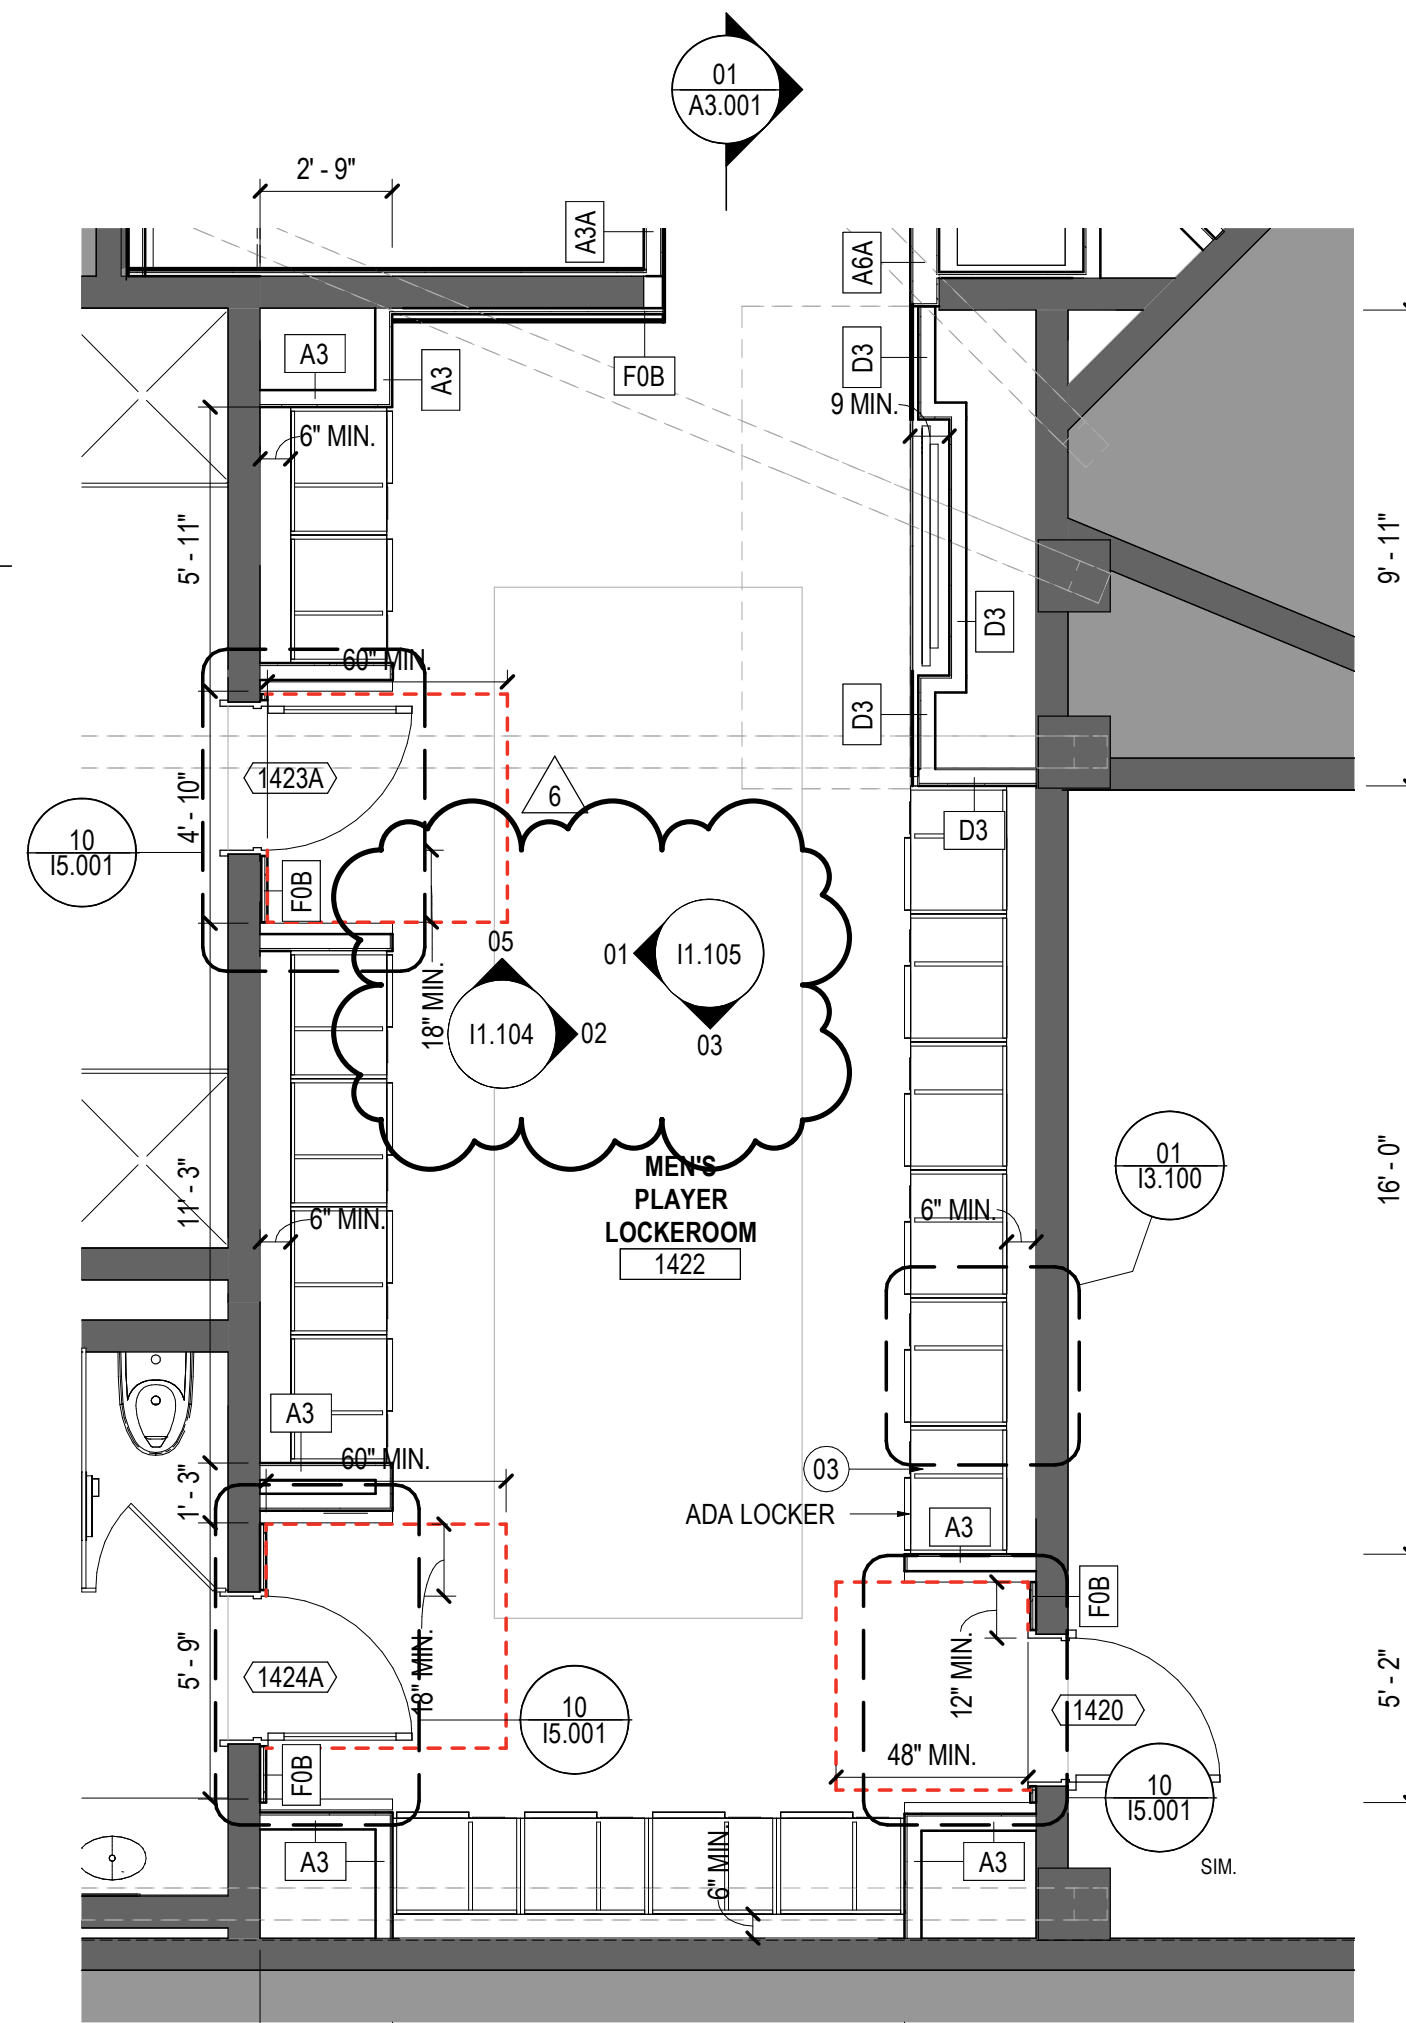 01
A3.001
2' - 9"
A3A
A6A
A3
A3
F0B
D3
9 MIN.
6" MIN.
5' - 11"
9' - 11"
D3
60" MIN.
D3
1423A
4' - 10"
6
10
I5.001
D3
F0B
05
01
I1.105
18" MIN.
I1.104
02
03
MEN'S
PLAYER
LOCKEROOM
1422
01
I3.100
16' - 0"
11' - 3"
6" MIN.
6" MIN.
A3
60" MIN.
03
1' - 3"
ADA LOCKER
A3
F0B
18" MIN.
12" MIN.
5' - 9"
1424A
5' - 2"
1420
10
I5.001
48" MIN.
F0B
10
I5.001
A3
6" MIN
A3
SIM.